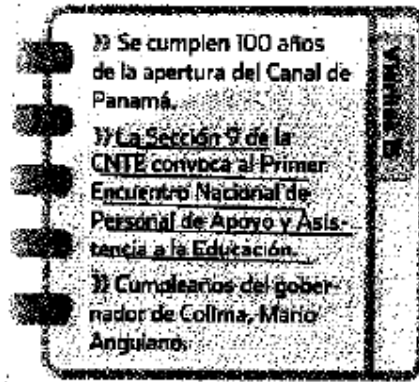 » Se cumplen 100 años
de la apertura del Canal de
Panamá.
» La Sección 9 de la
CNTE convoca al Primer
Encuentro Nacional de
Personal de Apoyo y Asis-
tencia a la Educación.
» Cumpleaños del gober-
nador de Colima, Mario
Anguiano.